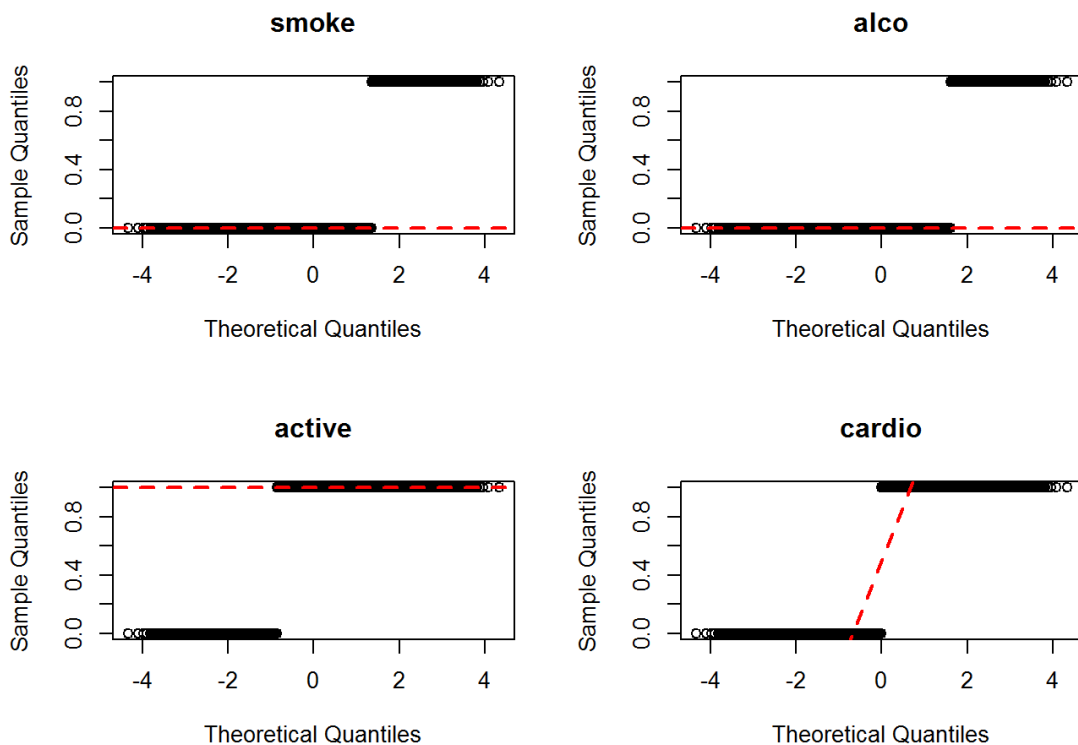 smoke
Sample Quantiles
0.0 0.4 0.8
-4 -2 0 2 4
Theoretical Quantiles
alco
Sample Quantiles
0.0 0.4 0.8
-4 -2 0 2 4
Theoretical Quantiles
active
Sample Quantiles
0.0 0.4 0.8
-4 -2 0 2 4
Theoretical Quantiles
cardio
Sample Quantiles
0.0 0.4 0.8
-4 -2 0 2 4
Theoretical Quantiles